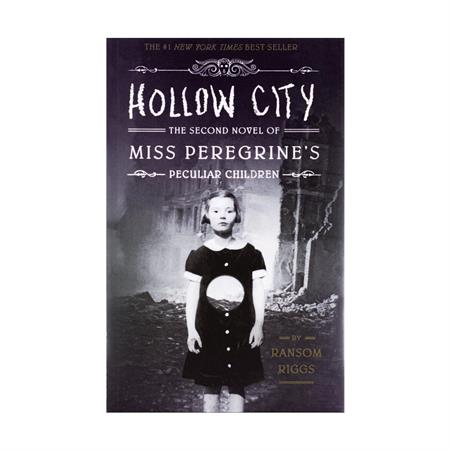 THE #1 NEW YORK TIMES BEST SELLER
HOLLOW CITY
THE SECOND NOVEL OF
MISS PEREGRINE'S
PECULIAR CHILDREN
BY
RANSOM
RIGGS